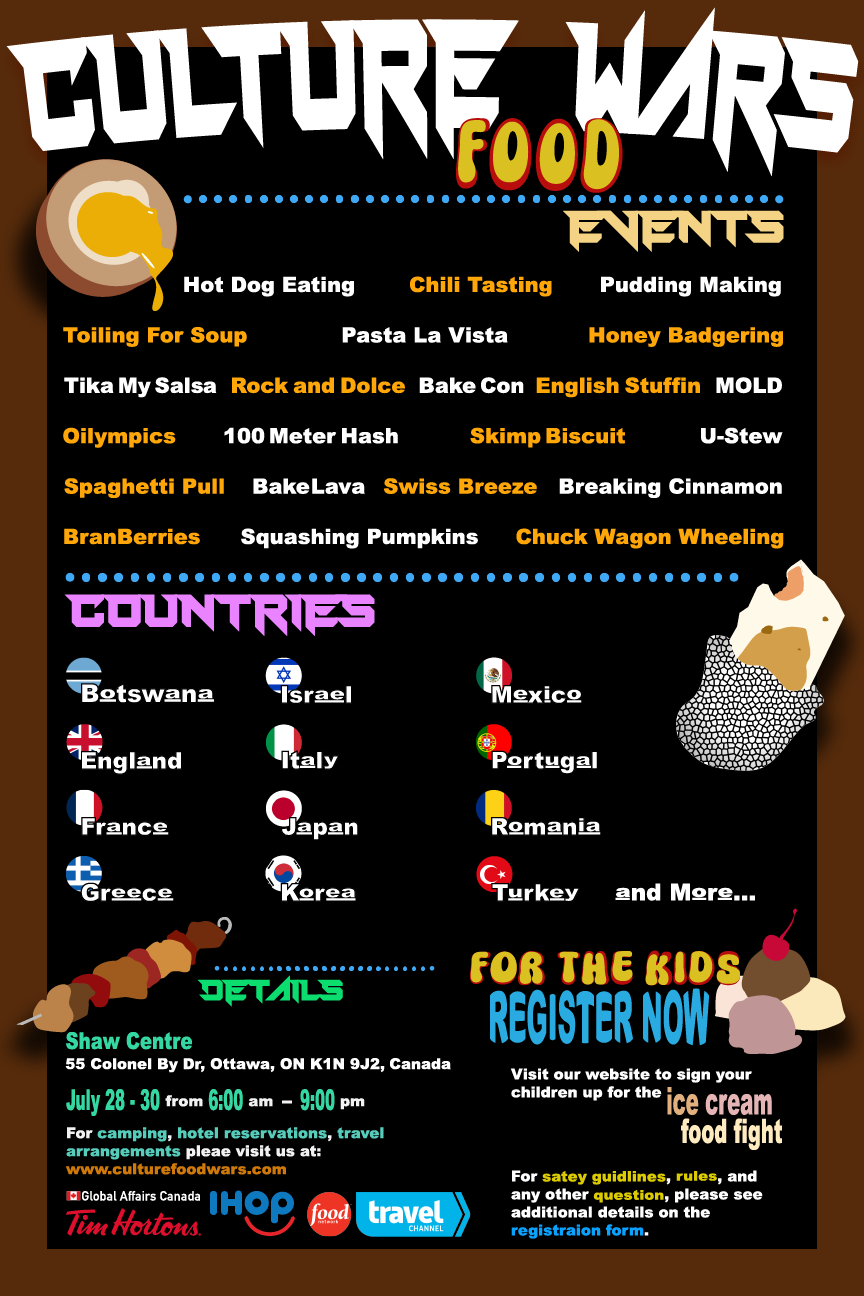 CULTURE WARS
FOOD
EVENTS
Hot Dog Eating Chili Tasting Pudding Making
Toiling For Soup Pasta La Vista Honey Badgering
Tika My Salsa Rock and Dolce Bake Con English Stuffin MOLD
Oilympics 100 Meter Hash Skimp Biscuit U-Stew
Spaghetti Pull BakeLava Swiss Breeze Breaking Cinnamon
BranBerries Squashing Pumpkins Chuck Wagon Wheeling
COUNTRIES
Botswana Israel Mexico
England Italy Portugal
France Japan Romania
Greece Korea Turkey and More...
DETAILS
Shaw Centre
55 Colonel By Dr, Ottawa, ON K1N 9J2, Canada
July 28 - 30 from 6:00 am – 9:00 pm
For camping, hotel reservations, travel
arrangements pleae visit us at:
www.culturefoodwars.com
Global Affairs Canada
Tim Hortons.
IHOP
food
network
travel
CHANNEL
FOR THE KIDS
REGISTER NOW
Visit our website to sign your
children up for the ice cream
food fight
For satey guidlines, rules, and
any other question, please see
additional details on the
registraion form.